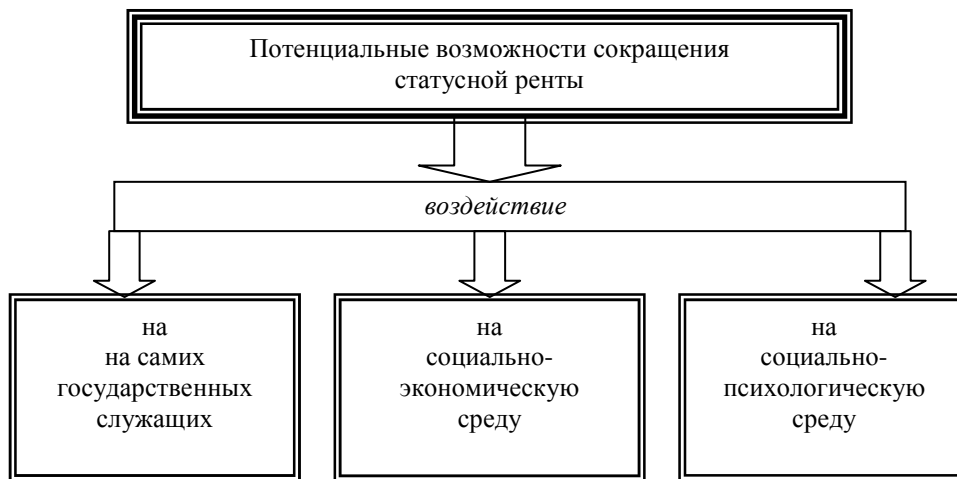 Потенциальные возможности сокращения
статусной ренты
воздействие
на
на самих
государственных
служащих
на
социально-
экономическую
среду
на
социально-
психологическую
среду